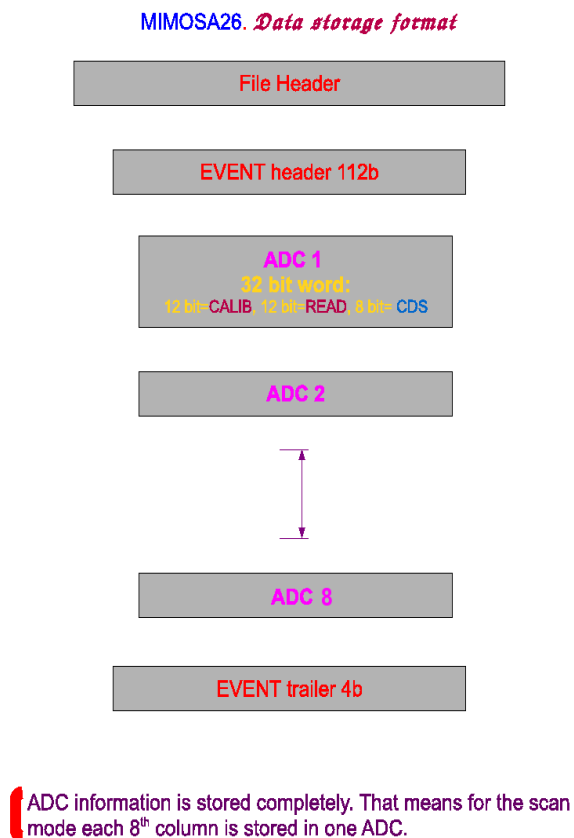 MIMOSA26. Data storage format
File Header
EVENT header 112b
ADC 1
32 bit word:
12 bit=CALIB, 12 bit=READ, 8 bit= CDS
ADC 2
ADC 8
EVENT trailer 4b
ADC information is stored completely. That means for the scan
mode each 8th column is stored in one ADC.